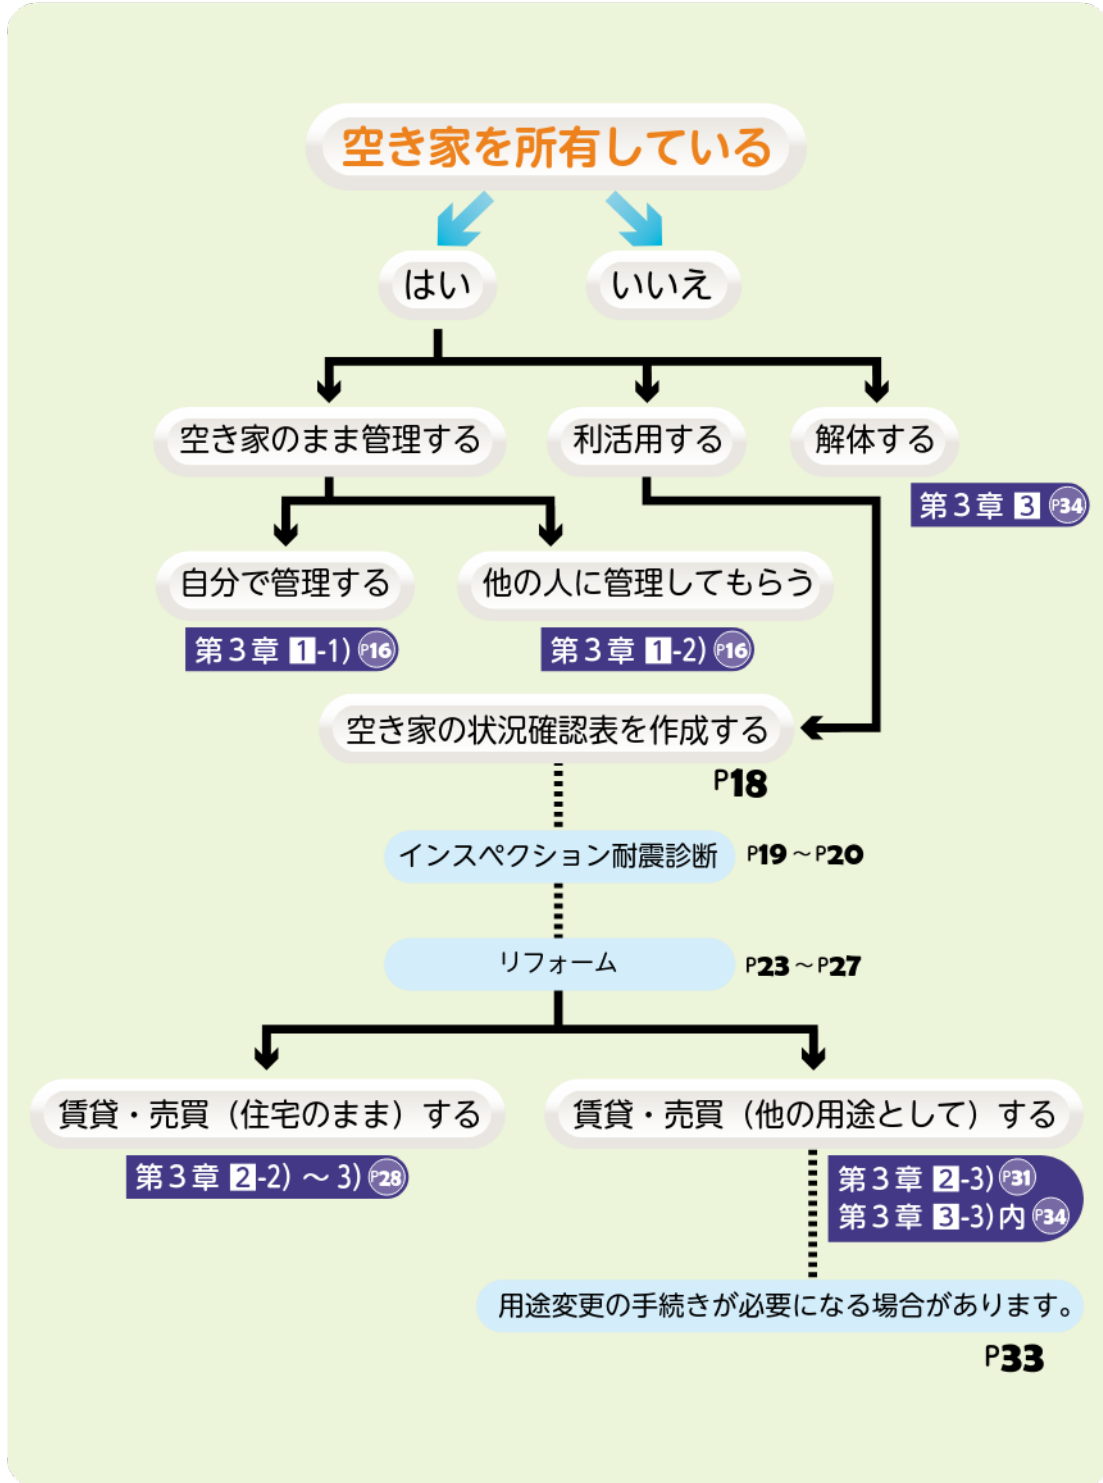 空き家を所有している
はい
いいえ
空き家のまま管理する
利活用する
解体する
第3章 3 P34
自分で管理する
他の人に管理してもらう
第3章 1-1) P16
第3章 1-2) P16
空き家の状況確認表を作成する
P18
インスペクション耐震診断
P19～P20
リフォーム
P23～P27
賃貸・売買（住宅のまま）する
賃貸・売買（他の用途として）する
第3章 2-2) ～ 3) P28
第3章 2-3) P31
第3章 3-3)内 P34
用途変更の手続きが必要になる場合があります。
P33